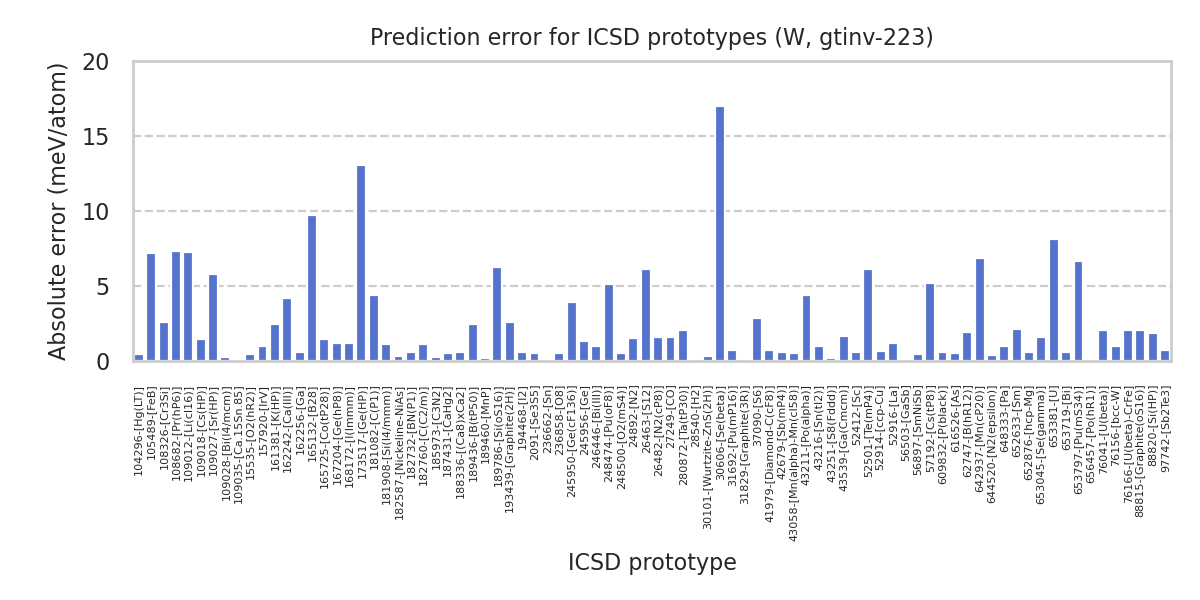 Prediction error for ICSD prototypes (W, gtinv-223)
Absolute error (meV/atom)
20
15
10
5
0
104296-[Hg(LT)]
105489-[FeB]
108326-[Cr3Si]
108682-[Pr(hP6)]
109012-[Li(cI16)]
109018-[Cs(HP)]
109027-[Sr(HP)]
109028-[Bi(I4/mcm)]
109035-[Ca.15Sn.85]
15535-[O2(hR2)]
157920-[IrV]
161381-[K(HP)]
162242-[Ca(III)]
162256-[Ga]
165132-[B28]
165725-[Co(tP28)]
167204-[Ge(hP8)]
168172-[I(Immm)]
173517-[Ge(HP)]
181082-[C(P1)]
181908-[Si(I4/mmm)]
182587-[Nickeline-NiAs]
182732-[BN(P1)]
182760-[C(C2/m)]
185973-[C3N2]
187431-[CaHg2]
188336-[(Ca8)xCa2]
189436-[B(tP50)]
189460-[MnP]
189786-[Si(oS16)]
193439-[Graphite(2H)]
194468-[I2]
2091-[Se3S5]
236662-[Sn]
236858-[O8]
245950-[Ge(cF136)]
245956-[Ge]
246446-[Bi(III)]
248474-[Pu(oF8)]
248500-[O2(mS4)]
24892-[N2]
26463-[S12]
26482-[N2(cP8)]
27249-[CO]
280872-[Ta(tP30)]
28540-[H2]
30101-[Wurtzite-ZnS(2H)]
30606-[Se(beta)]
31692-[Pu(mP16)]
31829-[Graphite(3R)]
37090-[S6]
41979-[Diamond-C(cF8)]
42679-[Sb(mP4)]
43058-[Mn(alpha)-Mn(cI58)]
43211-[Po(alpha)]
43216-[Sn(tI2)]
43251-[S8(Fddd)]
43539-[Ga(Cmcm)]
52412-[Sc]
52501-[Te(mP4)]
52914-[ccp-Cu]
52916-[La]
56503-[GaSb]
56897-[SmNiSb]
57192-[Cs(tP8)]
609832-[P(black)]
616526-[As]
62747-[B(hR12)]
642937-[Mn(cP20)]
644520-[N2(epsilon)]
648333-[Pa]
652633-[Sm]
652876-[hcp-Mg]
653045-[Se(gamma)]
653381-[U]
653719-[Bi]
653797-[Pu(mS34)]
656457-[Po(hR1)]
76041-[U(beta)]
76156-[bcc-W]
76166-[U(beta)-CrFe]
88815-[Graphite(oS16)]
88820-[Si(HP)]
97742-[Sb2Te3]
ICSD prototype